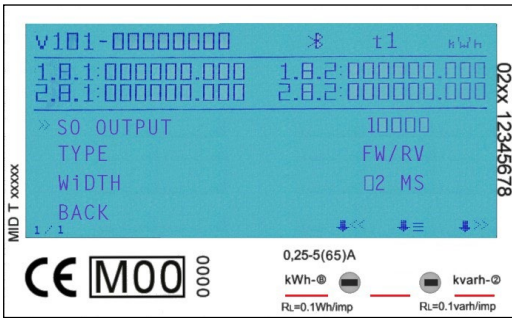 V101-00000000 t1 kWh
1.8.1:000000.000 1.8.2:000000.000
2.8.1:000000.000 2.8.2:000000.000
» SO OUTPUT 10000
TYPE FW/RV
WiDTH 02 MS
BACK
1/1 << ≡ >>
MID T xxxxx
02xx 12345678
CE M00 0000
0,25-5(65)A
kWh-⑥ kvarh-②
RL=0.1Wh/imp RL=0.1varh/imp